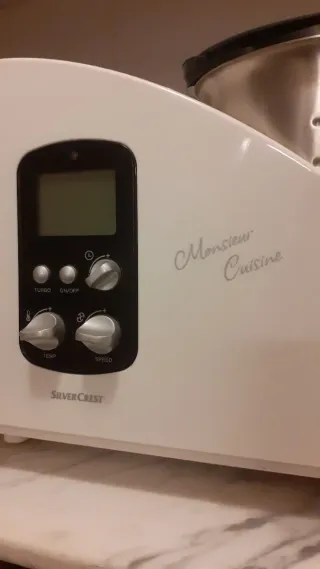 Monsieur
Cuisine
TURBO ON/OFF
TEMP SPEED
SILVERCREST